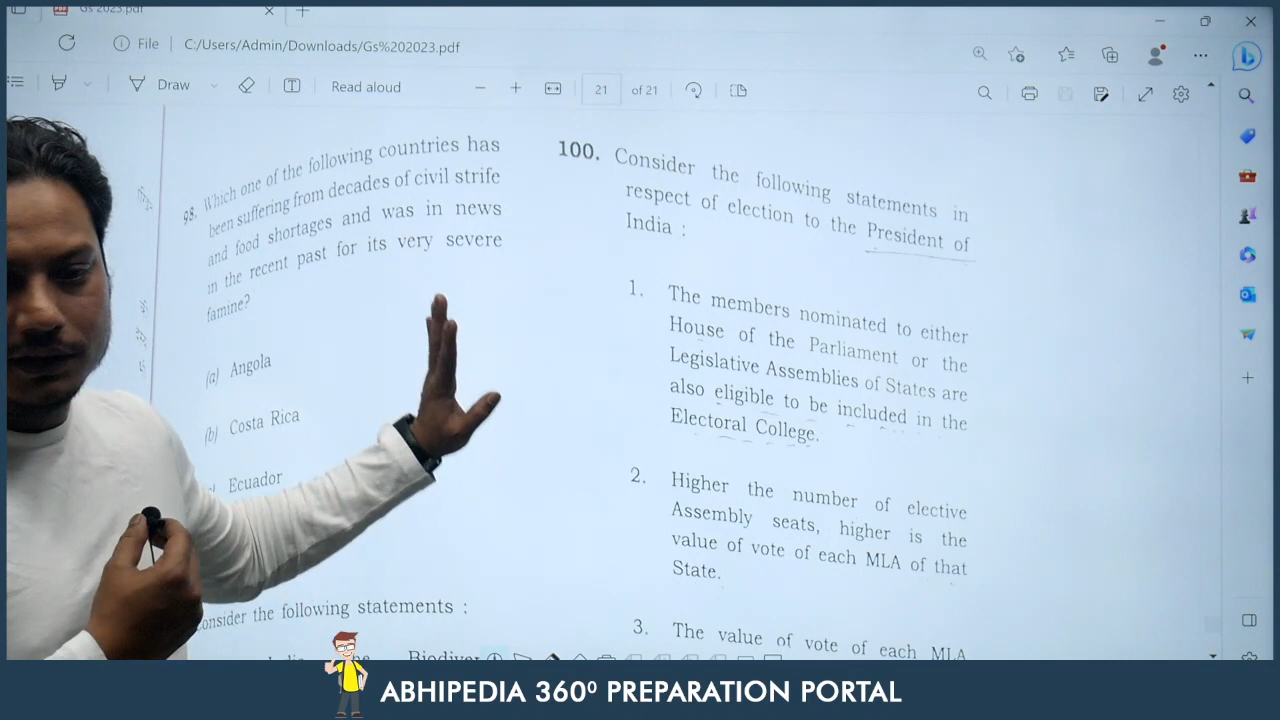 Gs 2023.pdf
File C:/Users/Admin/Downloads/Gs%202023.pdf
Draw
Read aloud
21 of 21
98. Which one of the following countries has
been suffering from decades of civil strife
and food shortages and was in news
in the recent past for its very severe
famine?
(a) Angola
(b) Costa Rica
Ecuador
onsider the following statements :
100. Consider the following statements in
respect of election to the President of
India :
1. The members nominated to either
House of the Parliament or the
Legislative Assemblies of States are
also eligible to be included in the
Electoral College.
2. Higher the number of elective
Assembly seats, higher is the
value of vote of each MLA of that
State.
3. The value of vote of each MLA
ABHIPEDIA 360⁰ PREPARATION PORTAL